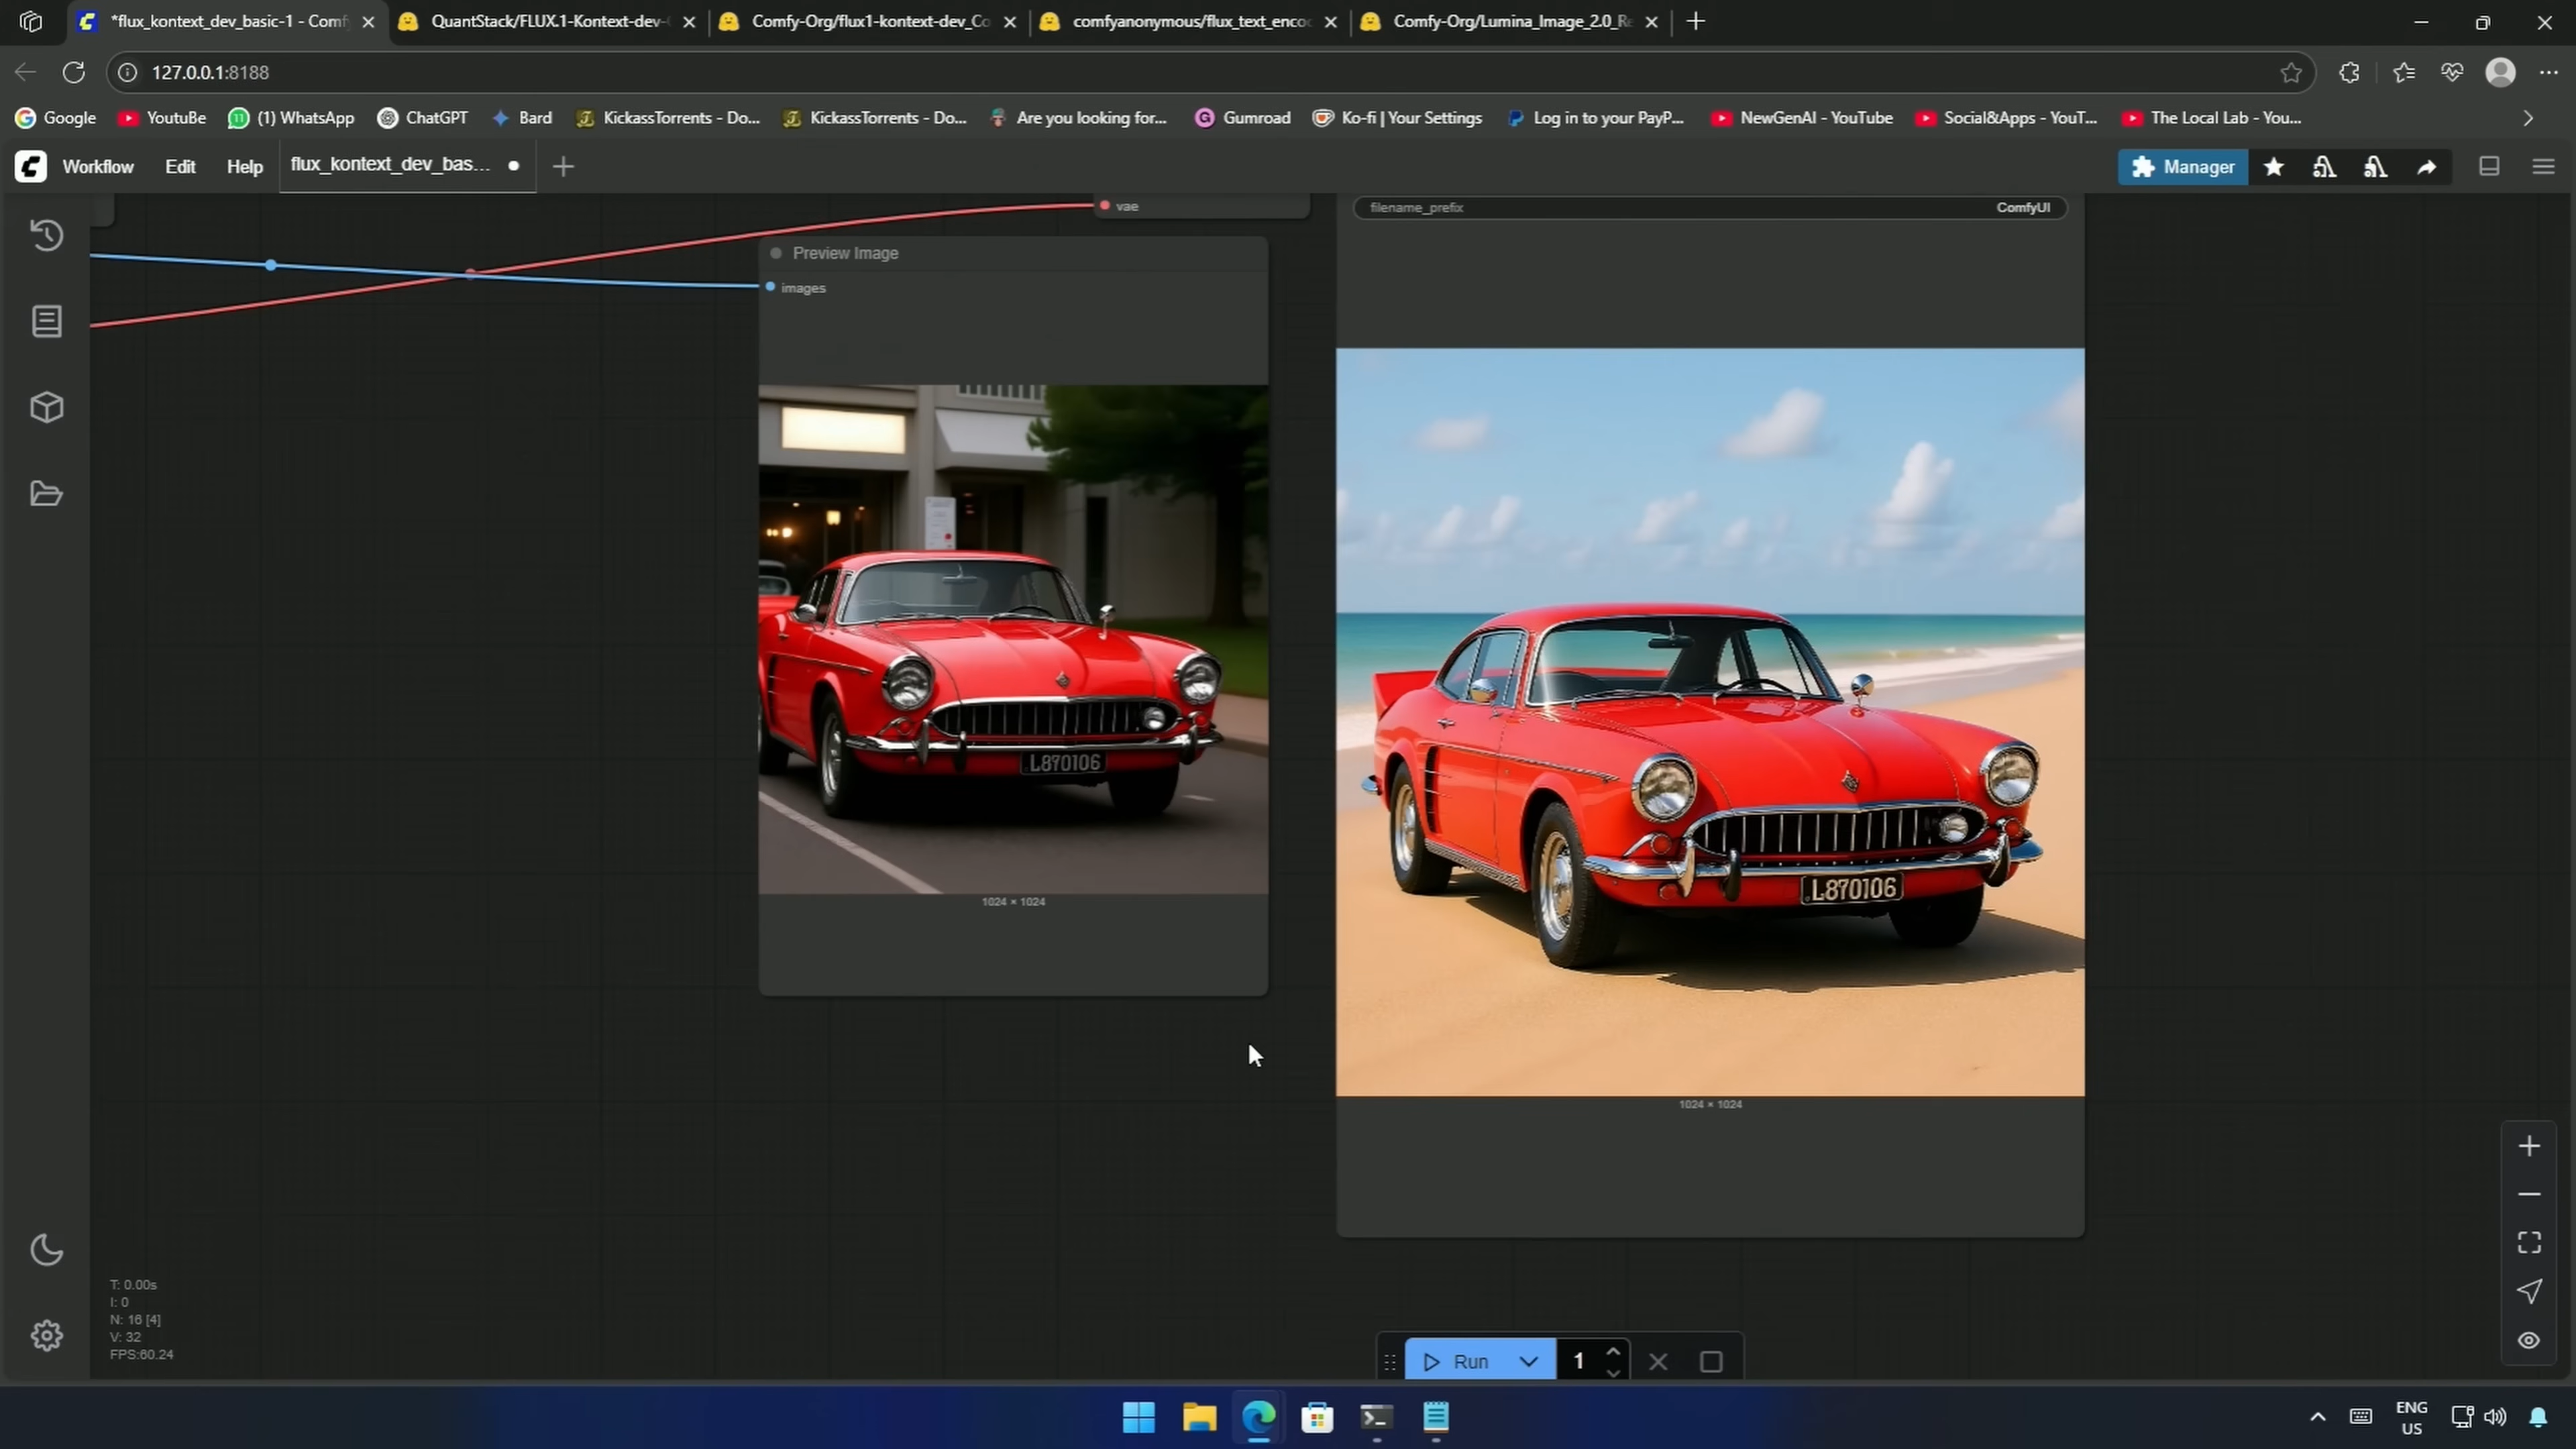 *flux_kontext_dev_basic-1 - Comfy
QuantStack/FLUX.1-Kontext-dev-
Comfy-Org/flux1-kontext-dev_Co
comfyanonymous/flux_text_enco
Comfy-Org/Lumina_Image_2.0_Re
127.0.0.1:8188
Google
YoutuBe
(1) WhatsApp
ChatGPT
Bard
KickassTorrents - Do...
KickassTorrents - Do...
Are you looking for...
Gumroad
Ko-fi | Your Settings
Log in to your PayP...
NewGenAI - YouTube
Social&Apps - YouT...
The Local Lab - You...
Workflow
Edit
Help
flux_kontext_dev_bas...
Manager
vae
filename_prefix
ComfyUI
Preview Image
images
L870106
1024 × 1024
L870106
1024 × 1024
T: 0.00s
I: 0
N: 16 [4]
V: 32
FPS:60.24
Run
1
ENG
US